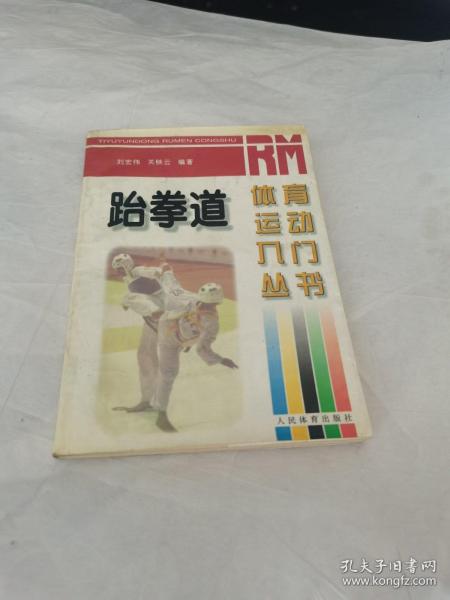 TIYUYUNDONG RUMEN CONGSHU
RM
刘宏伟 关铁云 编著
跆拳道
体育
运动
入门
丛书
人民体育出版社
孔夫子旧书网
www.kongfz.com